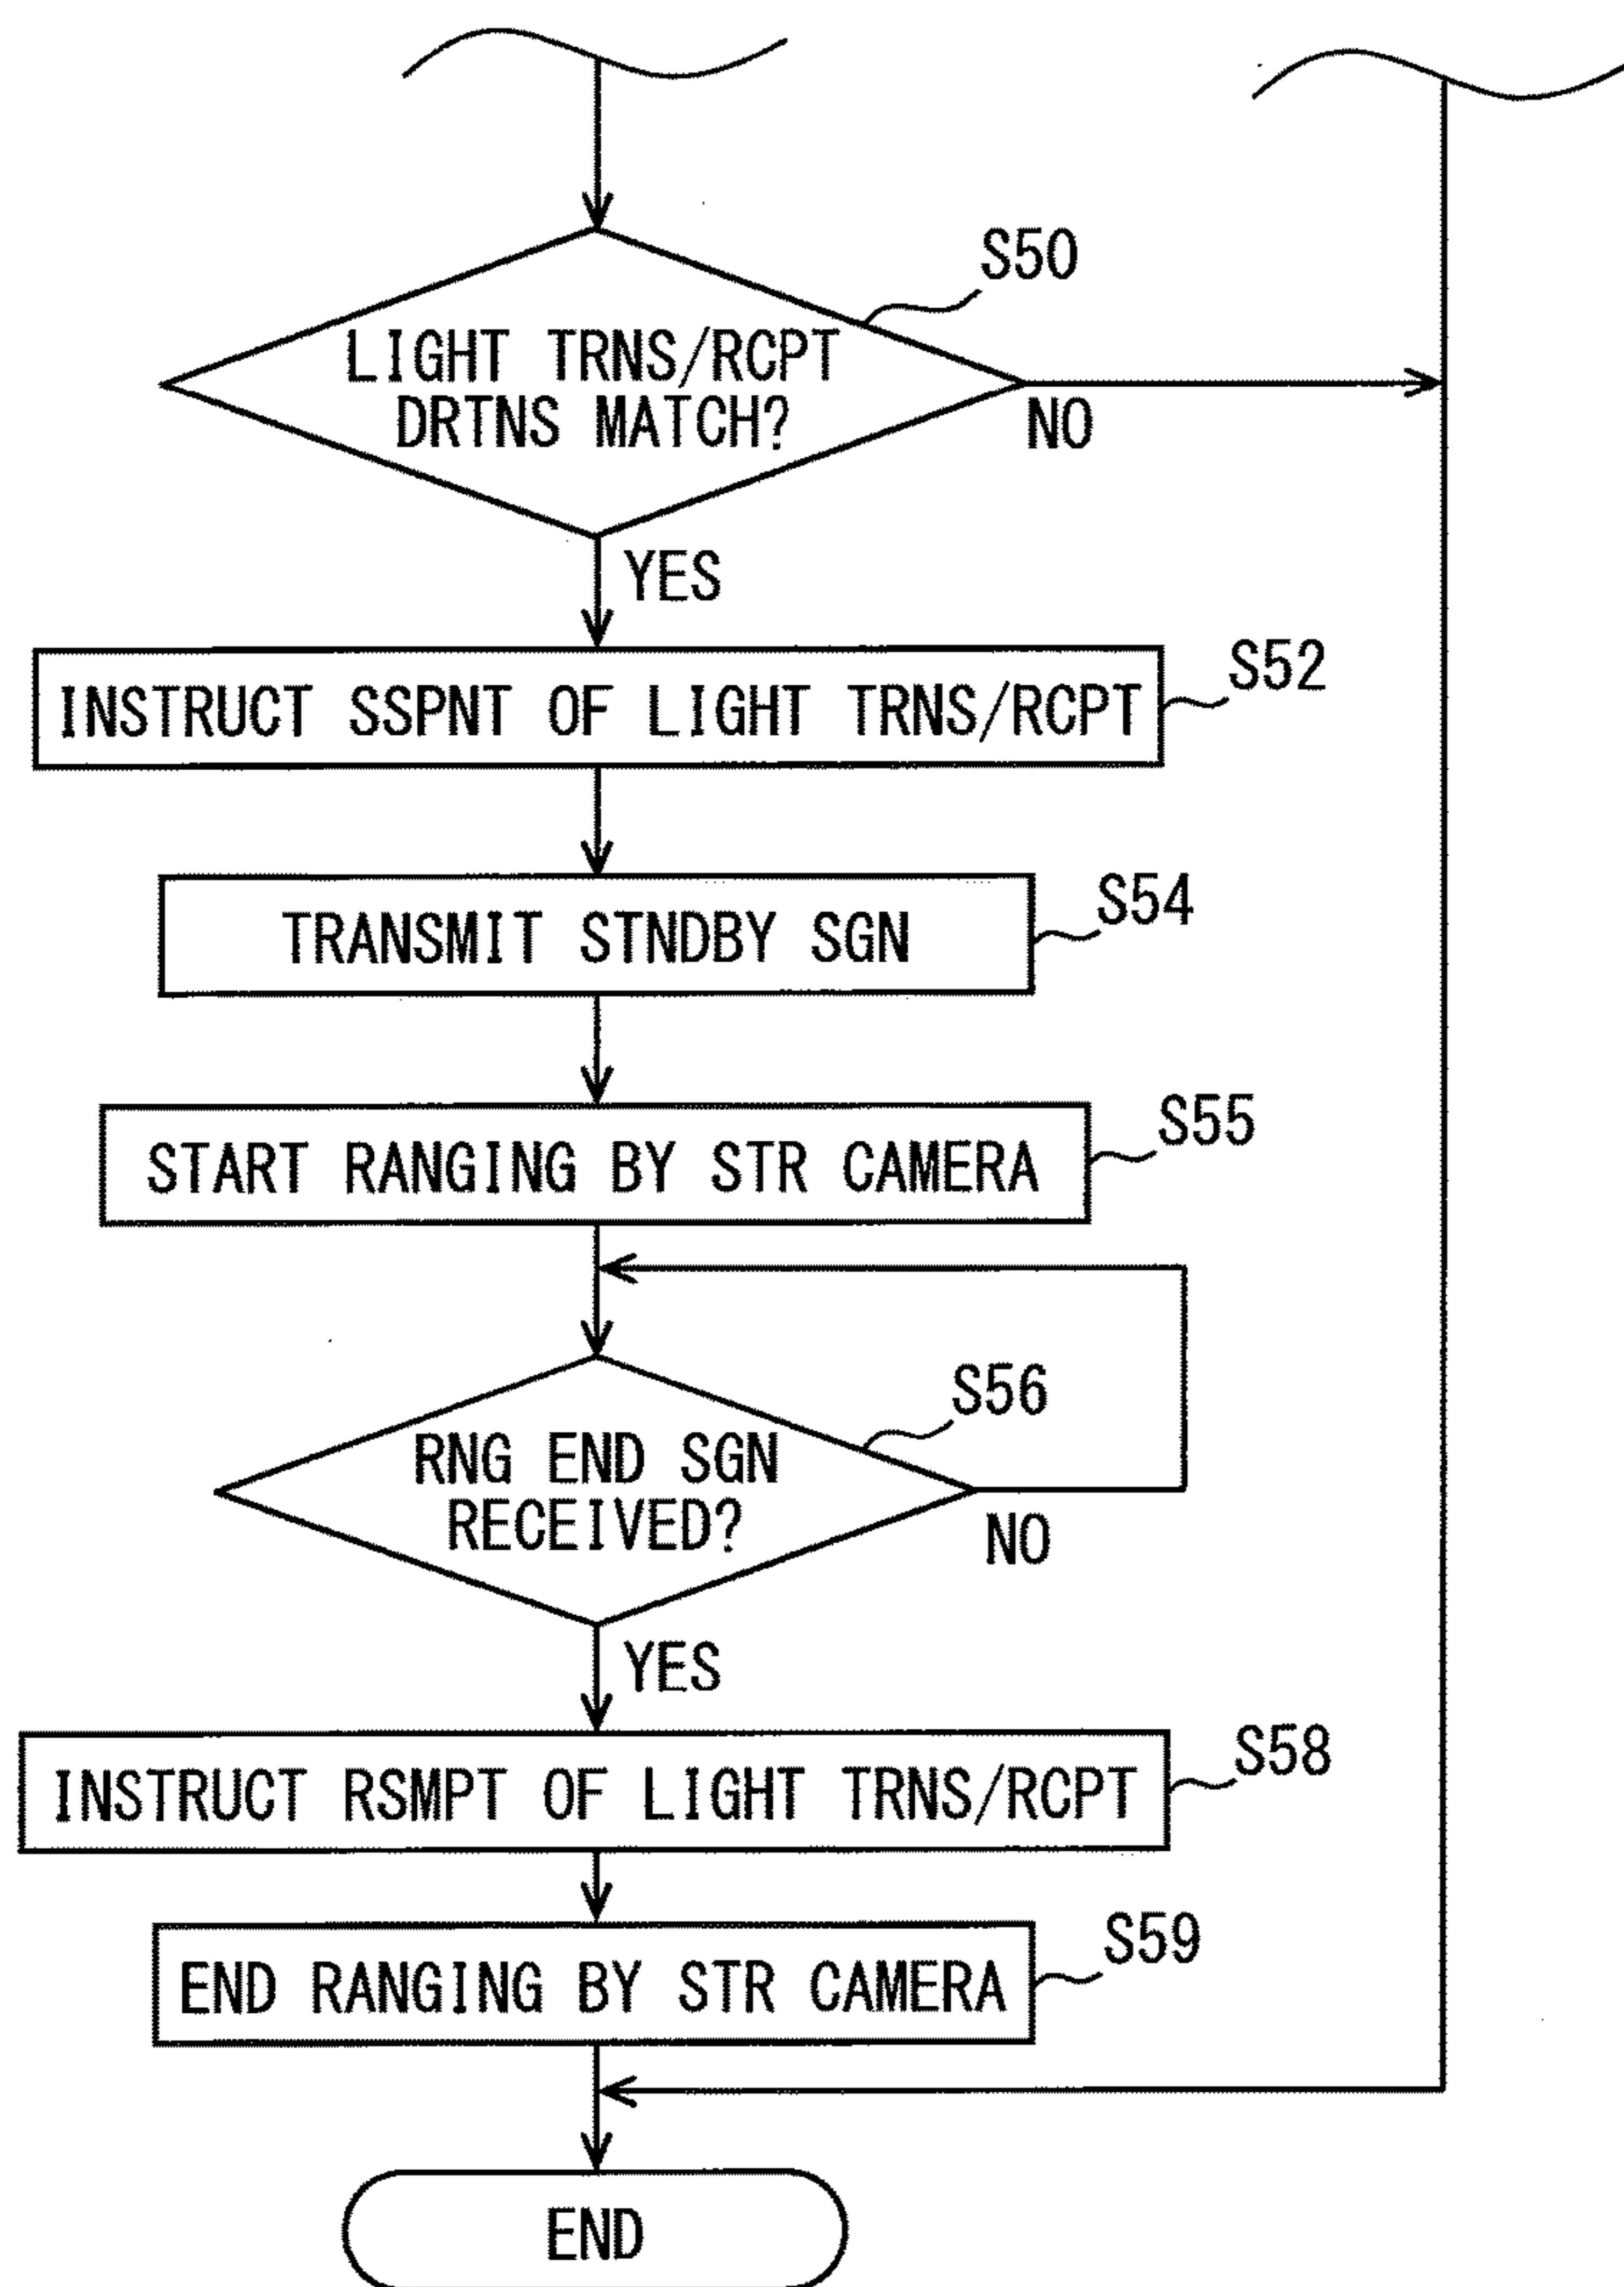 S50
LIGHT TRNS/RCPT
DRTNS MATCH?
NO
YES
S52
INSTRUCT SSPNT OF LIGHT TRNS/RCPT
S54
TRANSMIT STNDBY SGN
S55
START RANGING BY STR CAMERA
S56
RNG END SGN
RECEIVED?
NO
YES
S58
INSTRUCT RSMPT OF LIGHT TRNS/RCPT
S59
END RANGING BY STR CAMERA
END